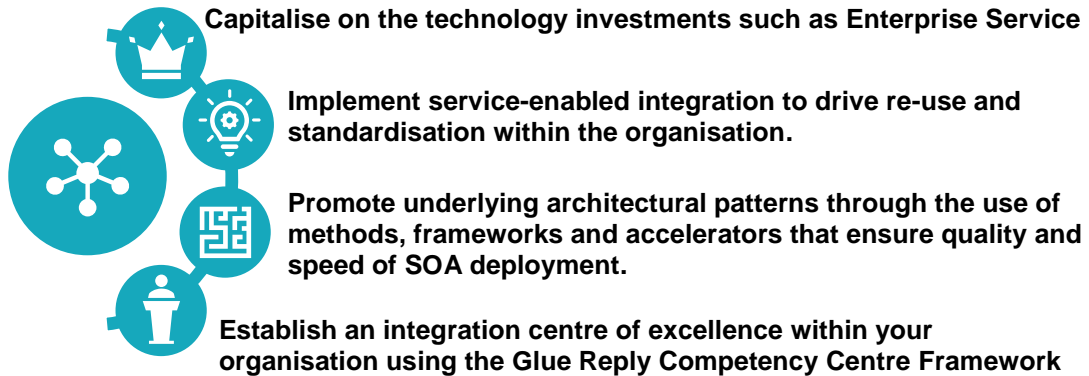 Capitalise on the technology investments such as Enterprise Service
Implement service-enabled integration to drive re-use and
standardisation within the organisation.
Promote underlying architectural patterns through the use of
methods, frameworks and accelerators that ensure quality and
speed of SOA deployment.
Establish an integration centre of excellence within your
organisation using the Glue Reply Competency Centre Framework